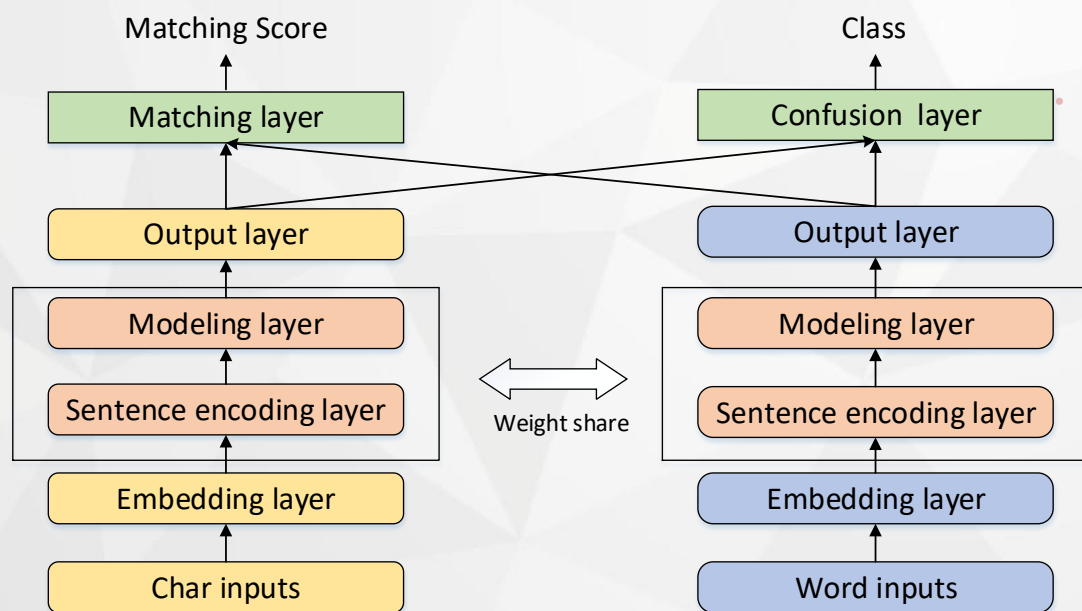 Matching Score
Class
Matching layer
Confusion layer
Output layer
Output layer
Modeling layer
Modeling layer
Sentence encoding layer
Sentence encoding layer
Weight share
Embedding layer
Embedding layer
Char inputs
Word inputs